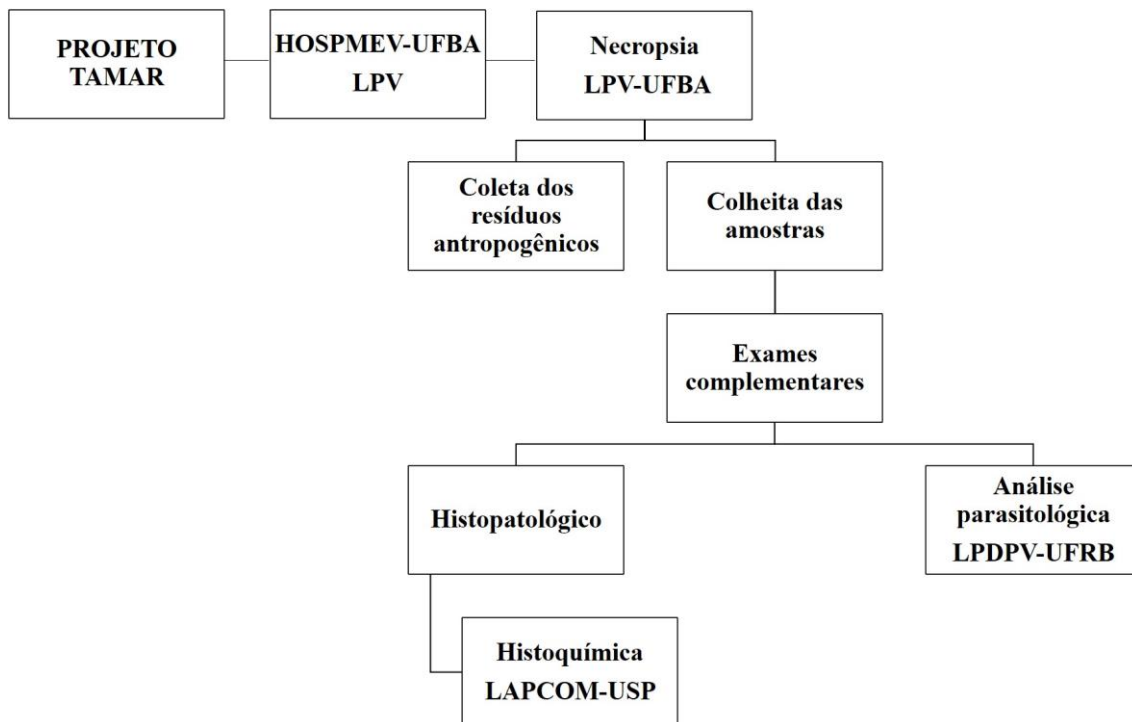 PROJETO
TAMAR
HOSPMEV-UFBA
LPV
Necropsia
LPV-UFBA
Coleta dos
resíduos
antropogênicos
Colheita das
amostras
Exames
complementares
Histopatológico
Análise
parasitológica
LPDPV-UFRB
Histoquímica
LAPCOM-USP